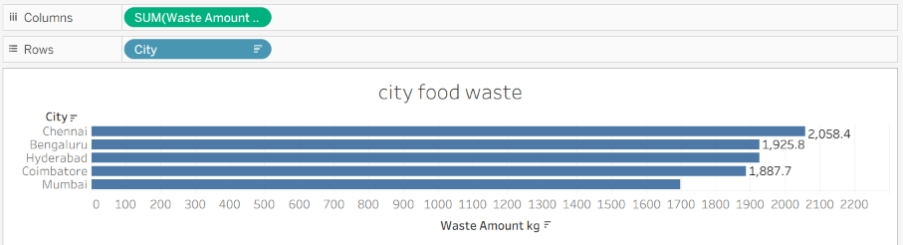 Columns SUM(Waste Amount ..
Rows City
city food waste
City
Chennai 2,058.4
Bengaluru 1,925.8
Hyderabad
Coimbatore 1,887.7
Mumbai
0 100 200 300 400 500 600 700 800 900 1000 1100 1200 1300 1400 1500 1600 1700 1800 1900 2000 2100 2200
Waste Amount kg